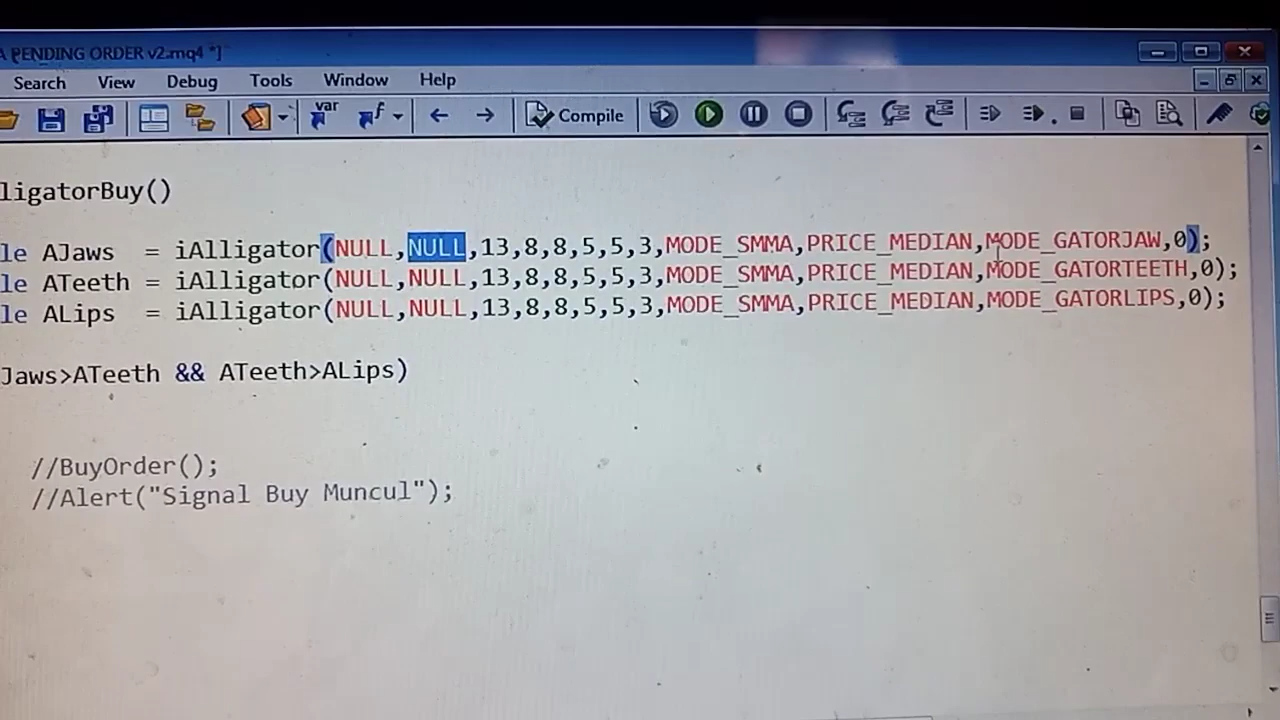 A PENDING ORDER v2.mq4 *]
Search View Debug Tools Window Help
var f Compile
ligatorBuy()
le AJaws = iAlligator(NULL,NULL,13,8,8,5,5,3,MODE_SMMA,PRICE_MEDIAN,MODE_GATORJAW,0);
le ATeeth = iAlligator(NULL,NULL,13,8,8,5,5,3,MODE_SMMA,PRICE_MEDIAN,MODE_GATORTEETH,0);
le ALips = iAlligator(NULL,NULL,13,8,8,5,5,3,MODE_SMMA,PRICE_MEDIAN,MODE_GATORLIPS,0);
Jaws>ATeeth && ATeeth>ALips)
//BuyOrder();
//Alert("Signal Buy Muncul");